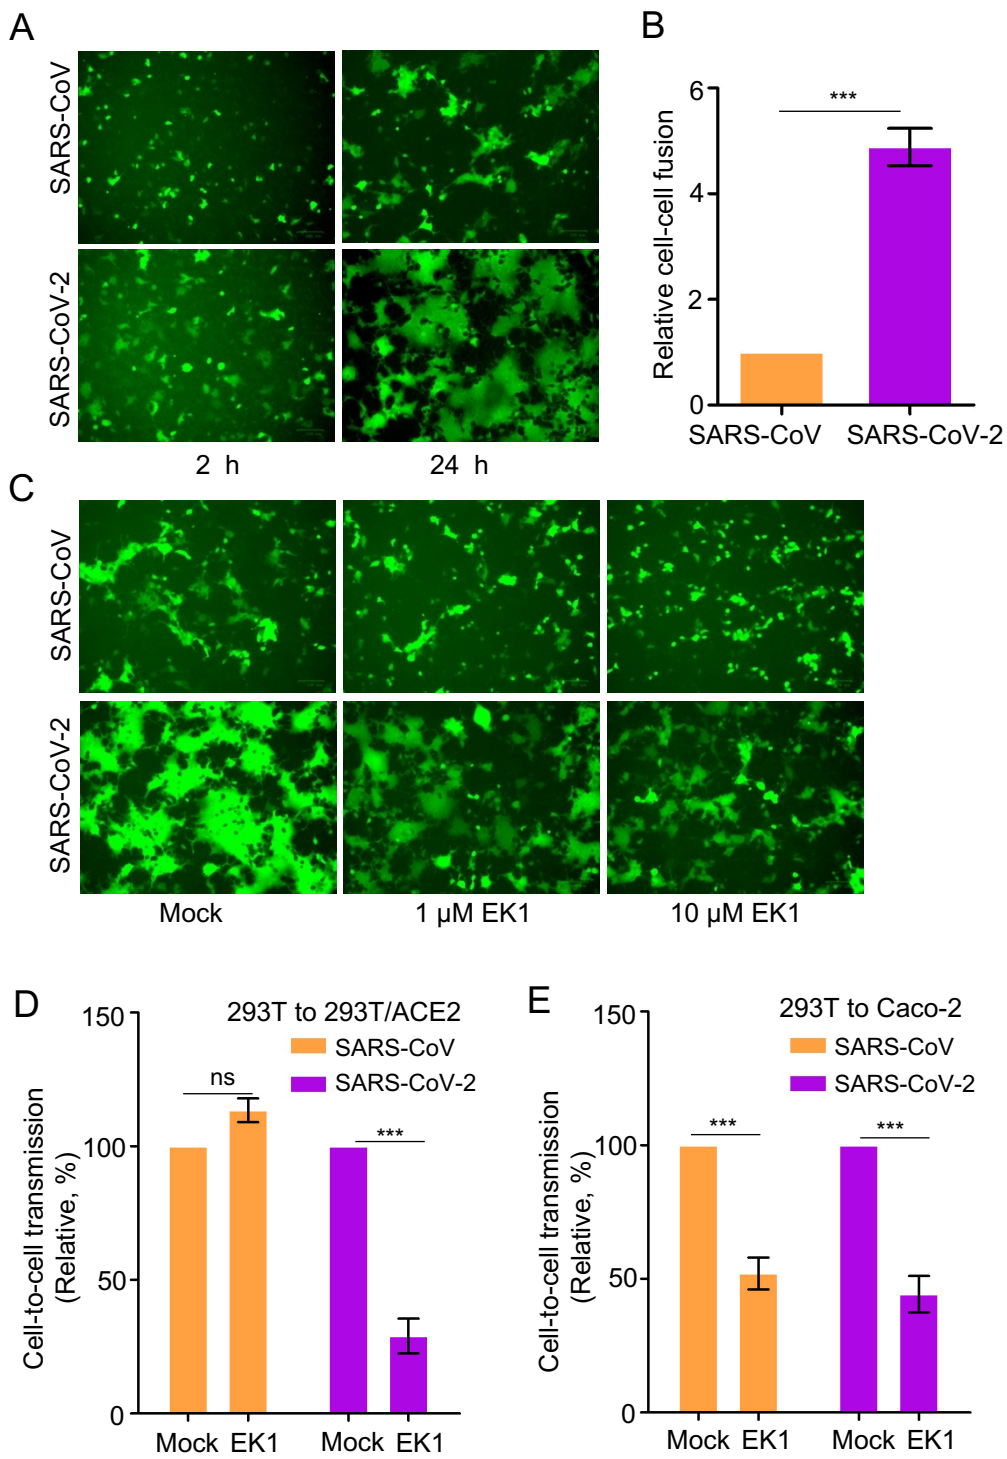 A
SARS-CoV
SARS-CoV-2
2 h
24 h
B
Relative cell-cell fusion
6
4
2
0
***
SARS-CoV
SARS-CoV-2
C
SARS-CoV
SARS-CoV-2
Mock
1 µM EK1
10 µM EK1
D
293T to 293T/ACE2
SARS-CoV
SARS-CoV-2
Cell-to-cell transmission
(Relative, %)
150
100
50
0
ns
***
Mock
EK1
Mock
EK1
E
293T to Caco-2
SARS-CoV
SARS-CoV-2
Cell-to-cell transmission
(Relative, %)
150
100
50
0
***
***
Mock
EK1
Mock
EK1